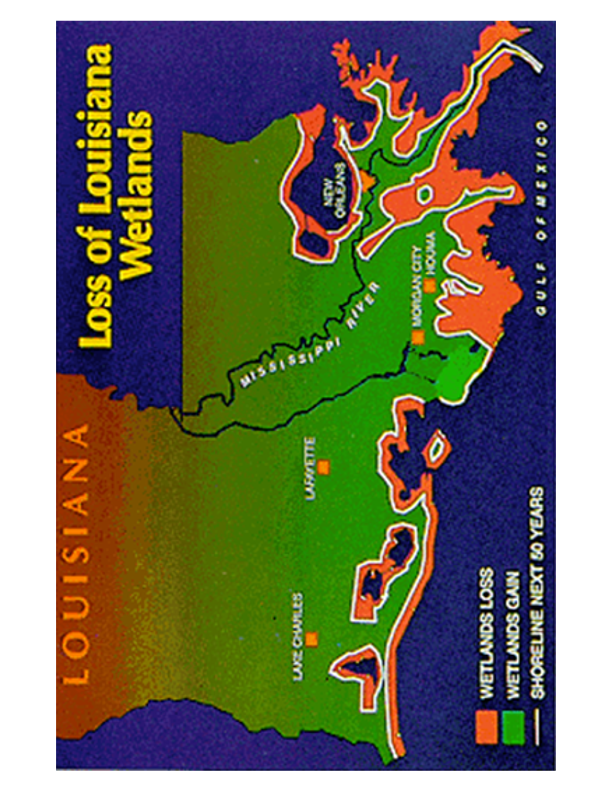 Loss of Louisiana
Wetlands
LOUISIANA
NEW
ORLEANS
MISSISSIPPI RIVER
MORGAN CITY
HOUMA
LAFAYETTE
LAKE CHARLES
GULF OF MEXICO
WETLANDS LOSS
WETLANDS GAIN
SHORELINE NEXT 50 YEARS